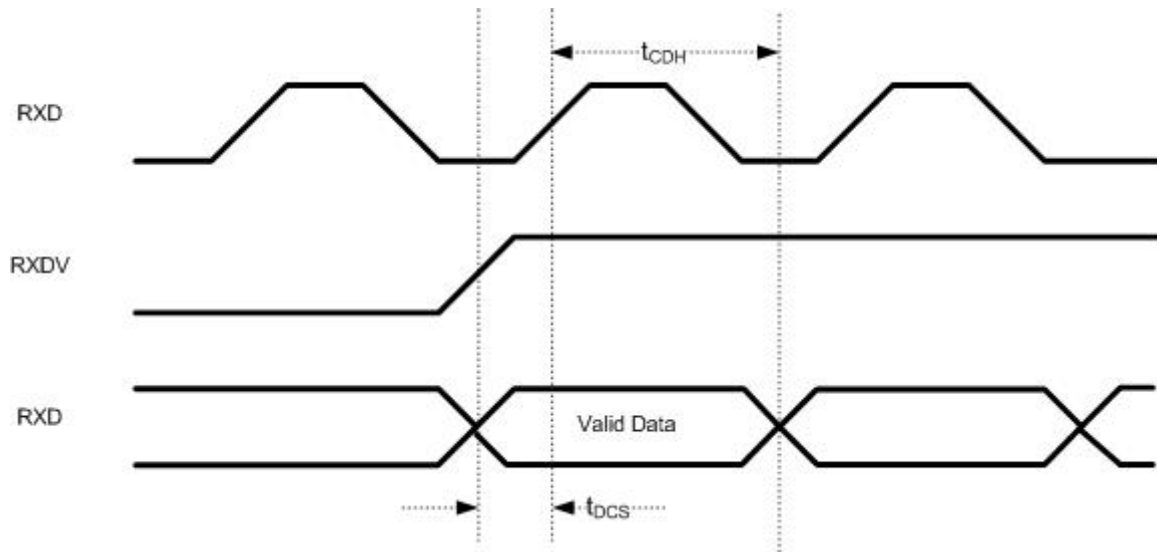 tCDH
RXD
RXDV
RXD
Valid Data
tDCS